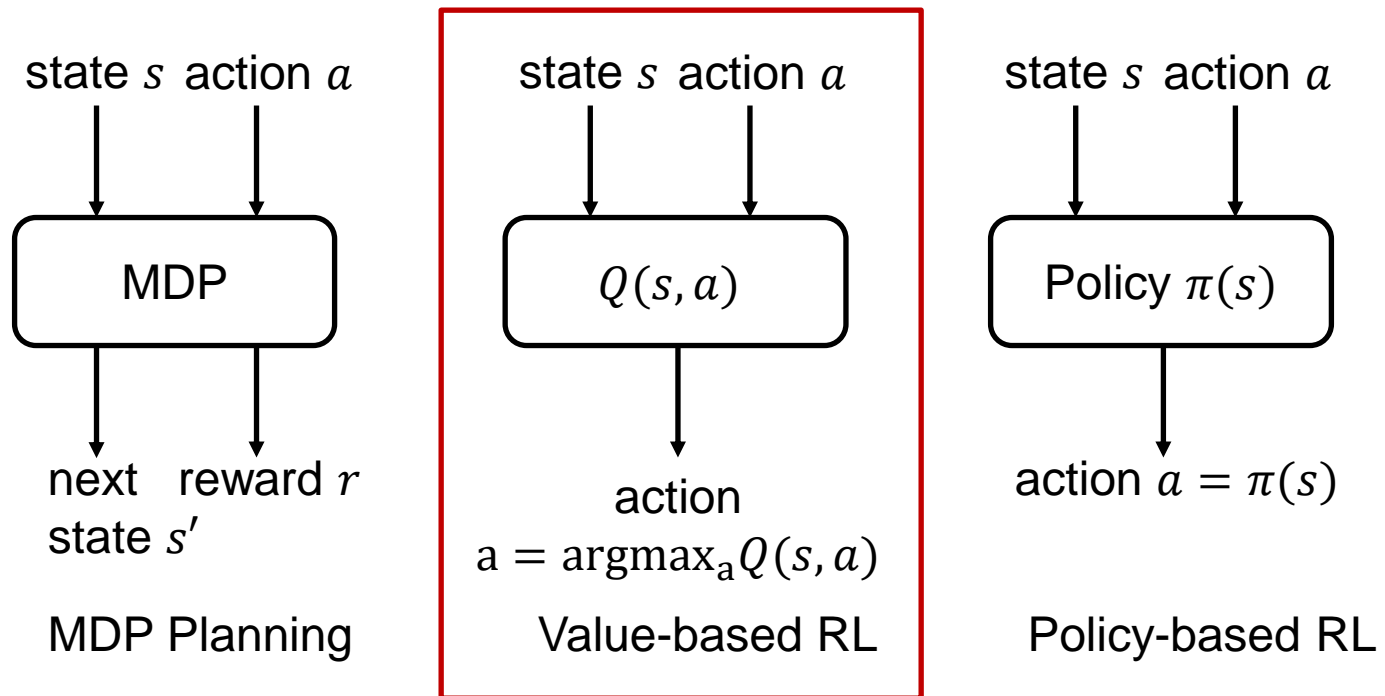 state 𝑠 action 𝑎
MDP
next reward 𝑟
state 𝑠′
MDP Planning
state 𝑠 action 𝑎
𝑄(𝑠, 𝑎)
action
a = argmaxₐ𝑄(𝑠, 𝑎)
Value-based RL
state 𝑠 action 𝑎
Policy 𝜋(𝑠)
action 𝑎 = 𝜋(𝑠)
Policy-based RL